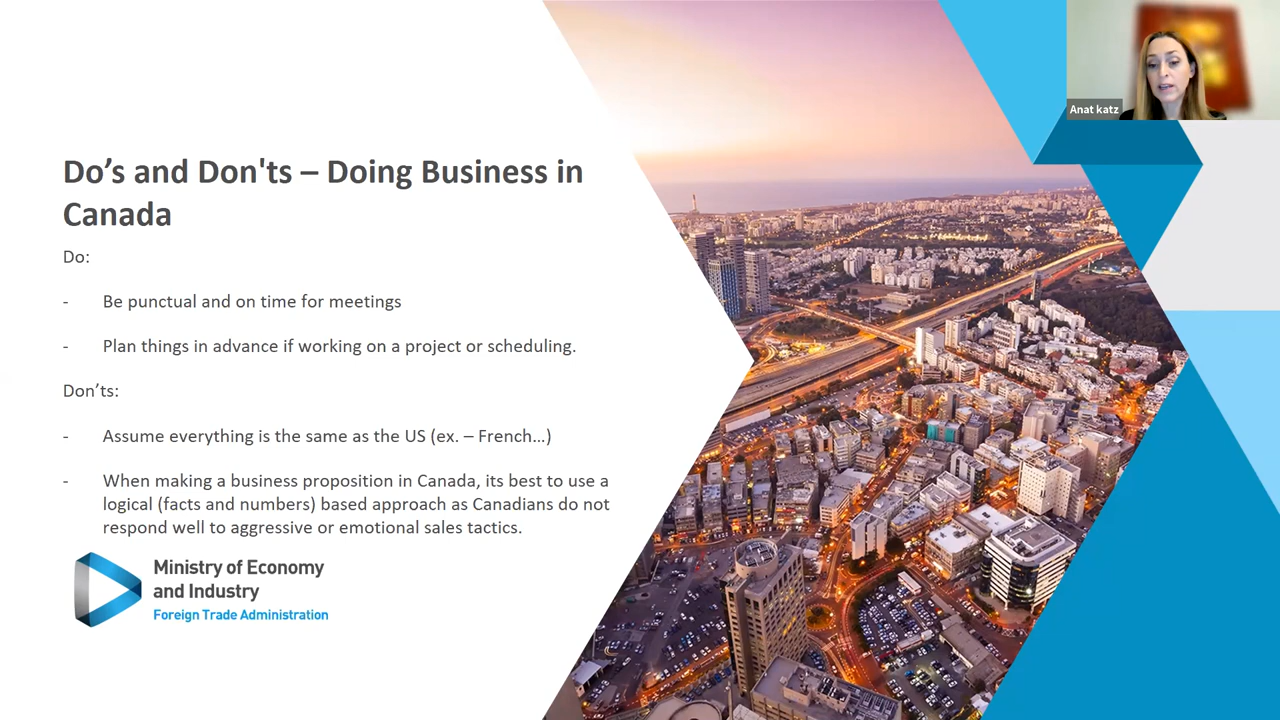 Anat katz
Do’s and Don'ts – Doing Business in
Canada
Do:
- Be punctual and on time for meetings
- Plan things in advance if working on a project or scheduling.
Don’ts:
- Assume everything is the same as the US (ex. – French…)
- When making a business proposition in Canada, its best to use a
logical (facts and numbers) based approach as Canadians do not
respond well to aggressive or emotional sales tactics.
Ministry of Economy
and Industry
Foreign Trade Administration